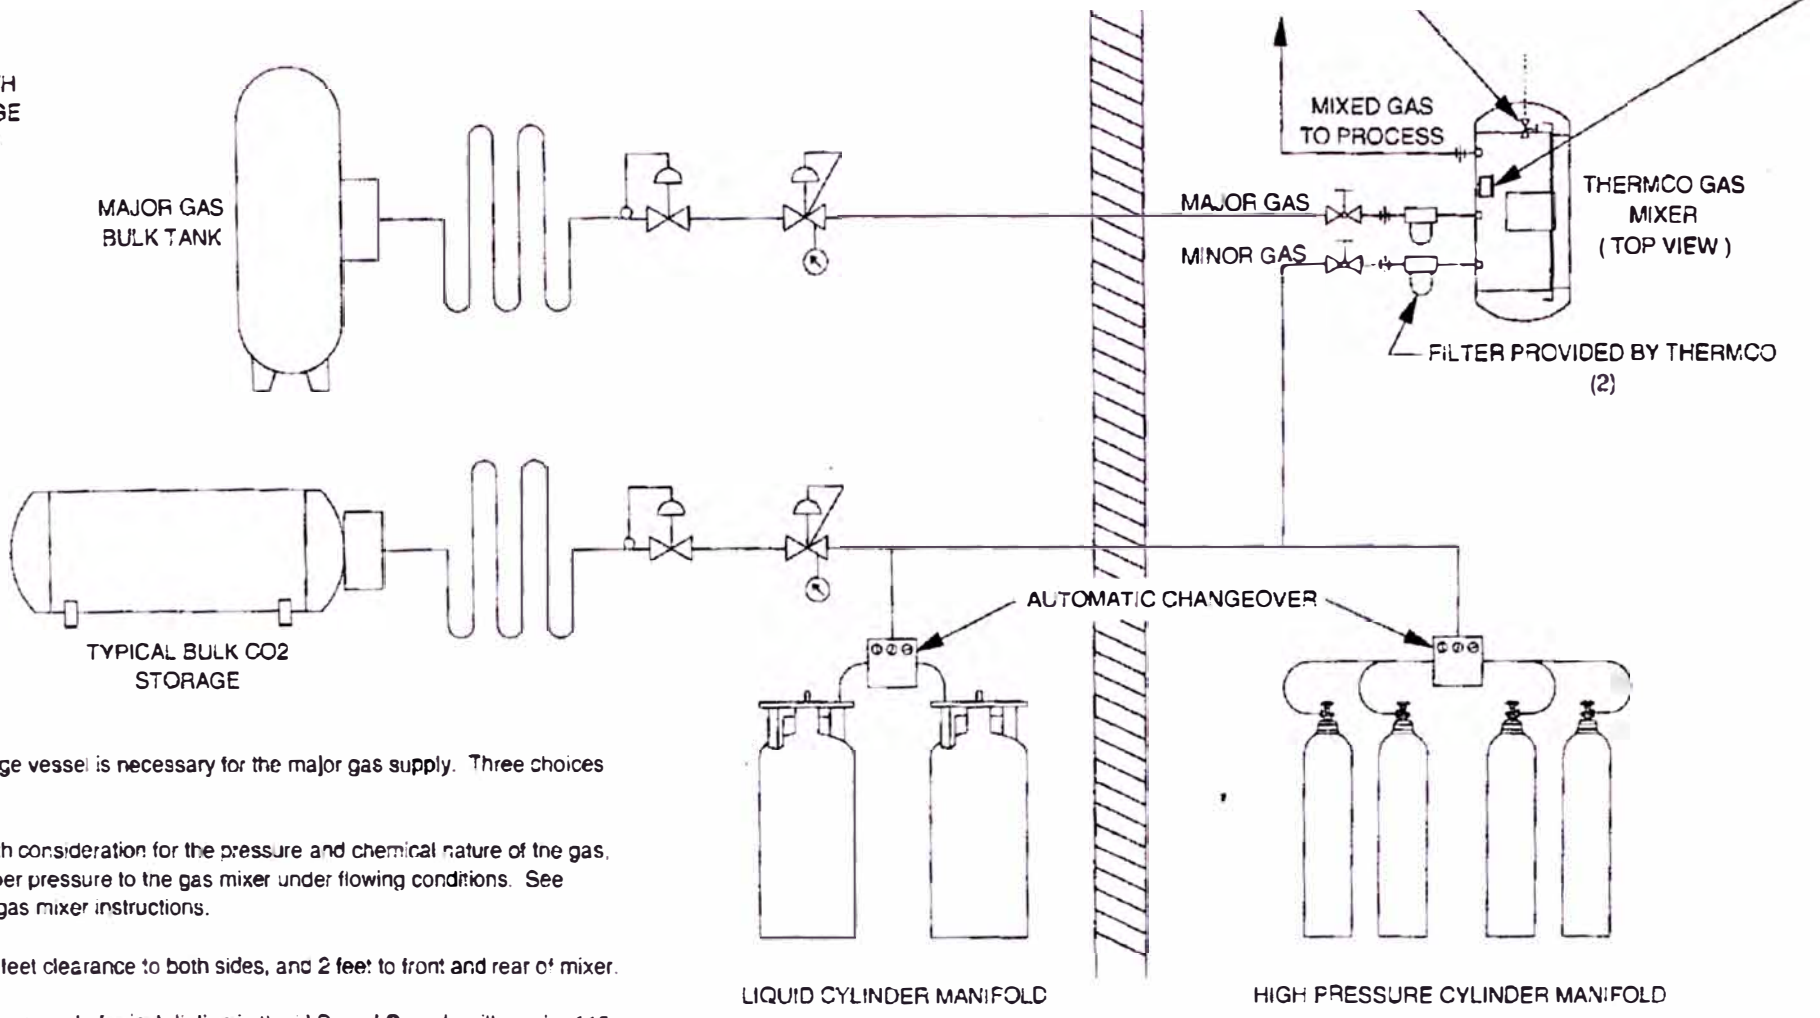 GE
MIXED GAS
TO PROCESS
MAJOR GAS
BULK TANK
MAJOR GAS
MINOR GAS
THERMCO GAS
MIXER
( TOP VIEW )
FILTER PROVIDED BY THERMCO
(2)
AUTOMATIC CHANGEOVER
TYPICAL BULK CO2
STORAGE
ge vessel is necessary for the major gas supply. Three choices
th consideration for the pressure and chemical nature of the gas,
per pressure to the gas mixer under flowing conditions. See
gas mixer instructions.
feet clearance to both sides, and 2 feet to front and rear of mixer.
LIQUID CYLINDER MANIFOLD
HIGH PRESSURE CYLINDER MANIFOLD